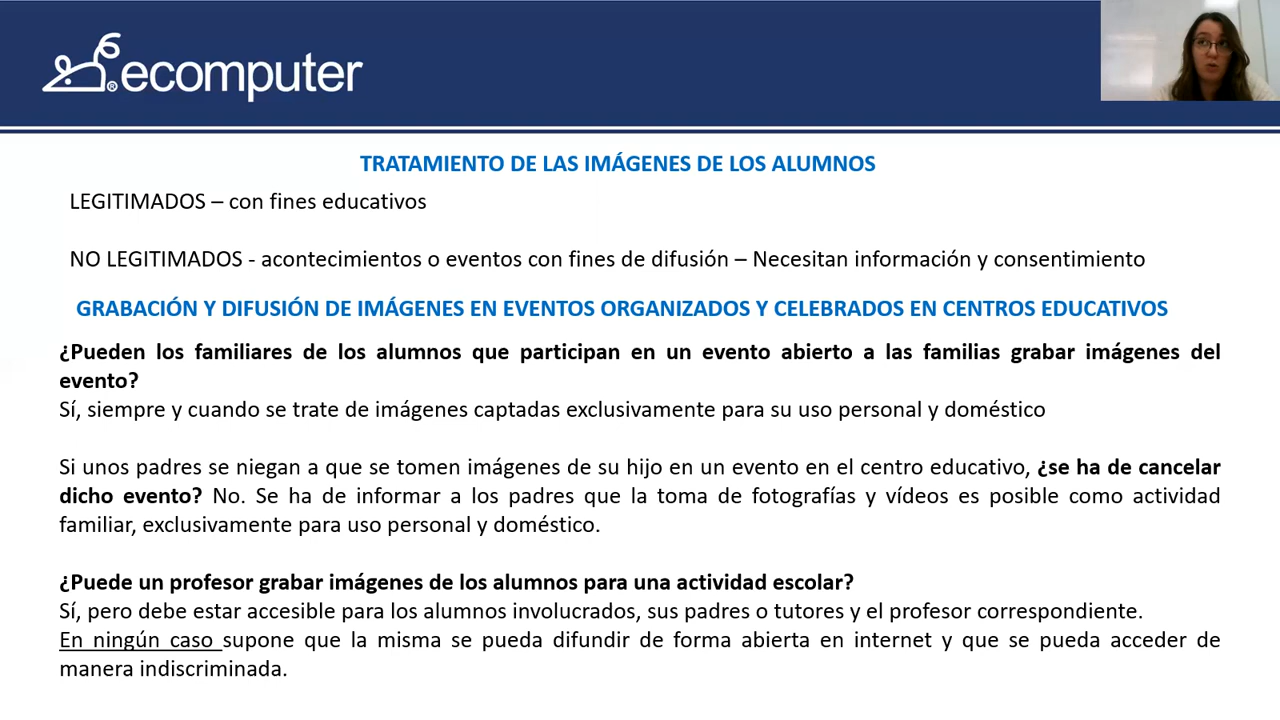 ecomputer
TRATAMIENTO DE LAS IMÁGENES DE LOS ALUMNOS
LEGITIMADOS – con fines educativos
NO LEGITIMADOS - acontecimientos o eventos con fines de difusión – Necesitan información y consentimiento
GRABACIÓN Y DIFUSIÓN DE IMÁGENES EN EVENTOS ORGANIZADOS Y CELEBRADOS EN CENTROS EDUCATIVOS
¿Pueden los familiares de los alumnos que participan en un evento abierto a las familias grabar imágenes del
evento?
Sí, siempre y cuando se trate de imágenes captadas exclusivamente para su uso personal y doméstico
Si unos padres se niegan a que se tomen imágenes de su hijo en un evento en el centro educativo, ¿se ha de cancelar
dicho evento? No. Se ha de informar a los padres que la toma de fotografías y vídeos es posible como actividad
familiar, exclusivamente para uso personal y doméstico.
¿Puede un profesor grabar imágenes de los alumnos para una actividad escolar?
Sí, pero debe estar accesible para los alumnos involucrados, sus padres o tutores y el profesor correspondiente.
En ningún caso supone que la misma se pueda difundir de forma abierta en internet y que se pueda acceder de
manera indiscriminada.